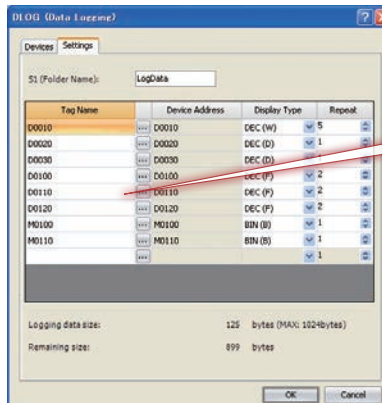 DLOG (Data Logging)
Devices Settings
S1 (Folder Name): LogData
Tag Name Device Address Display Type Repeat
D0010 ... D0010 DEC (W) 5
D0020 ... D0020 DEC (D) 1
D0030 ... D0030 DEC (D)
D0100 ... D0100 DEC (F) 2
D0110 ... D0110 DEC (F) 2
D0120 ... D0120 DEC (F) 2
M0100 ... M0100 BIN (B) 1
M0110 ... M0110 BIN (B) 1
... 1
Logging data size: 125 bytes (MAX: 1024bytes)
Remaining size: 899 bytes
OK Cancel